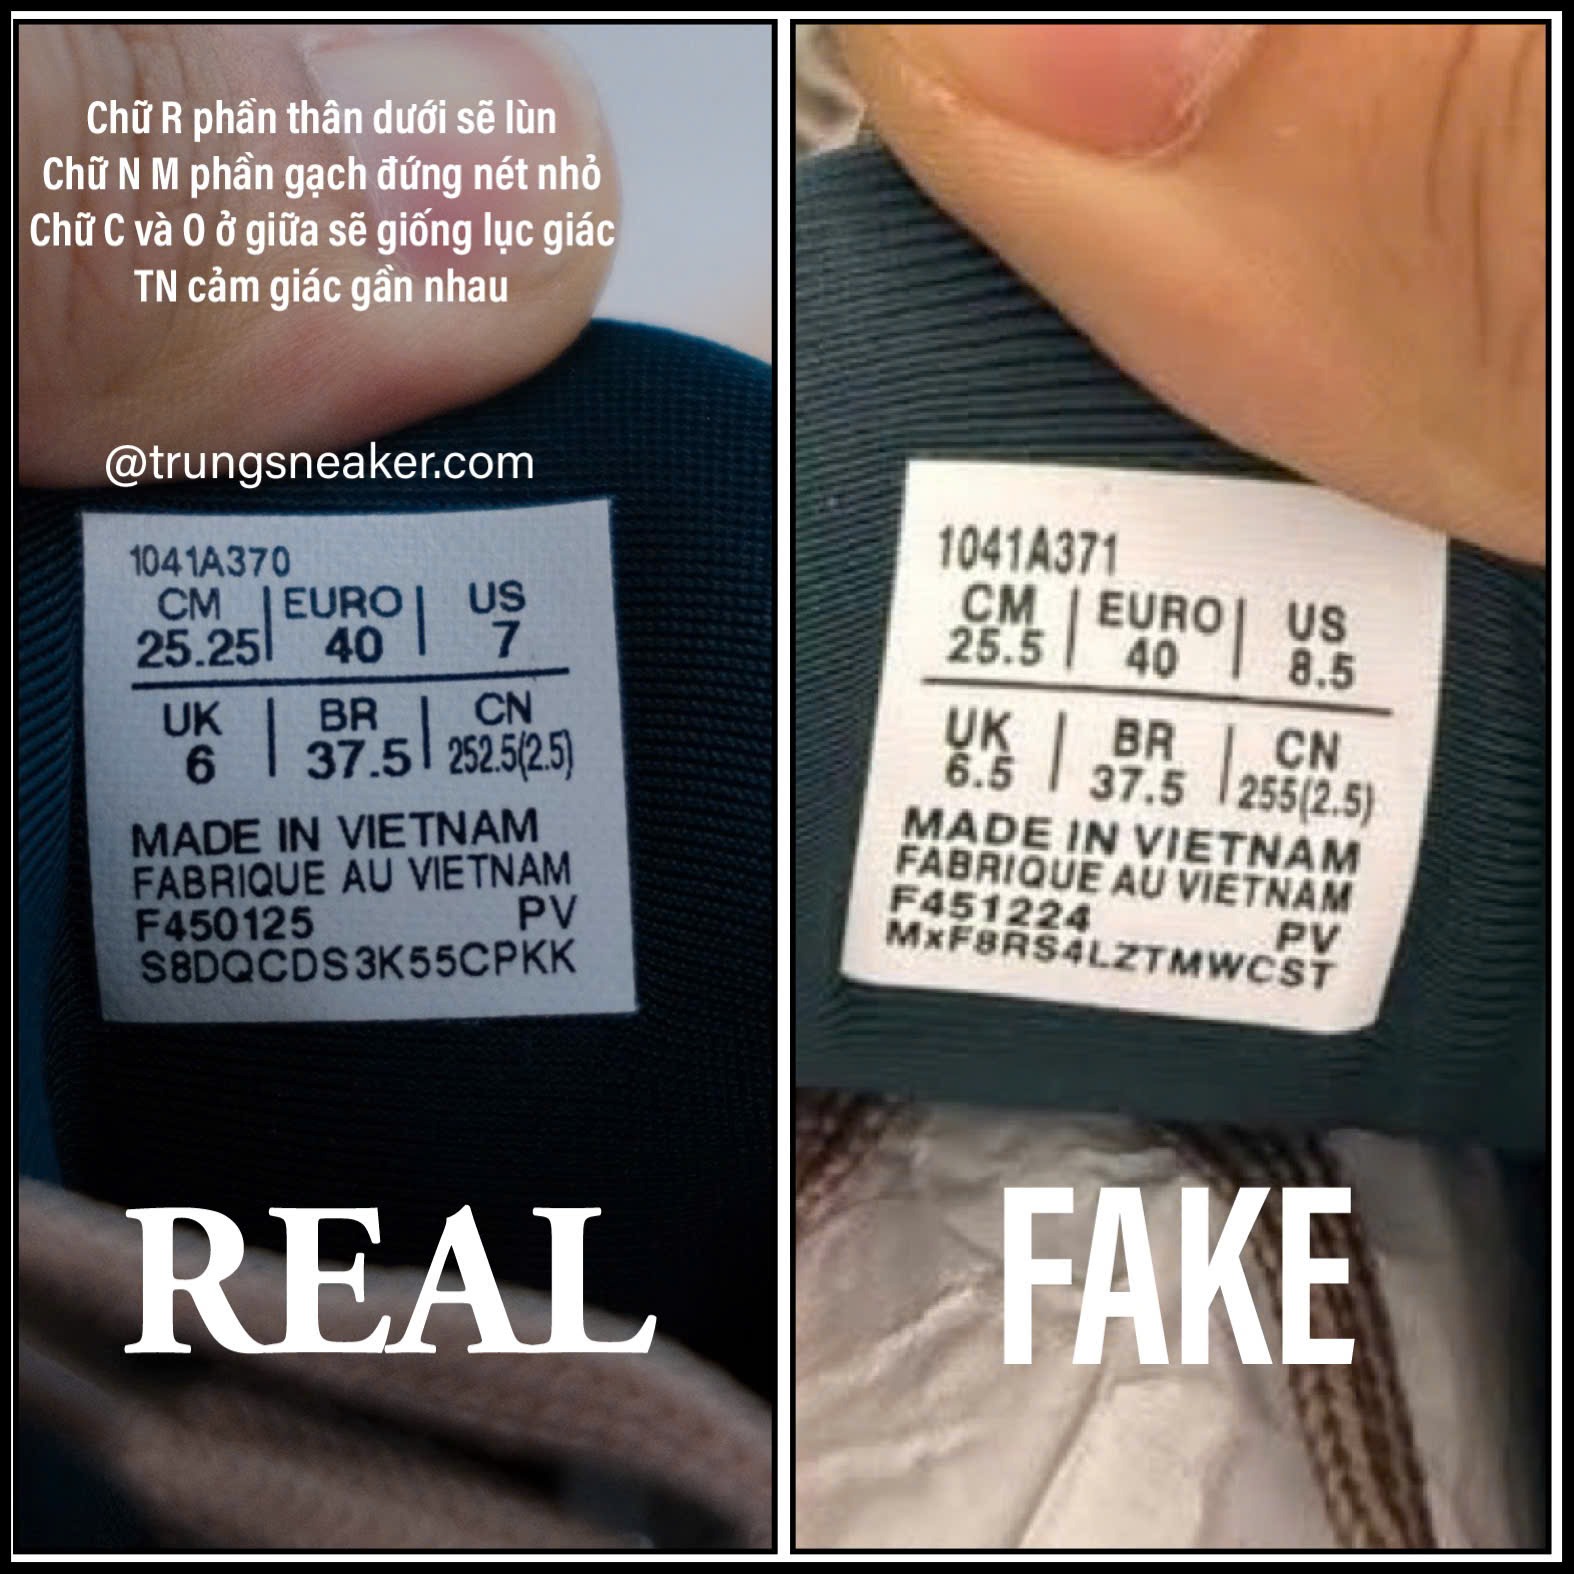 Chữ R phần thân dưới sẽ lùn
Chữ N M phần gạch đứng nét nhỏ
Chữ C và O ở giữa sẽ giống lục giác
TN cảm giác gần nhau
@trungsneaker.com
1041A370
CM | EURO | US
25.25 | 40 | 7
UK | BR | CN
6 | 37.5 | 252.5(2.5)
MADE IN VIETNAM
FABRIQUE AU VIETNAM
F450125 PV
S8DQCDS3K55CPKK
REAL
1041A371
CM | EURO | US
25.5 | 40 | 8.5
UK | BR | CN
6.5 | 37.5 | 255(2.5)
MADE IN VIETNAM
FABRIQUE AU VIETNAM
F451224 PV
MxF8RS4LZTMWCST
FAKE